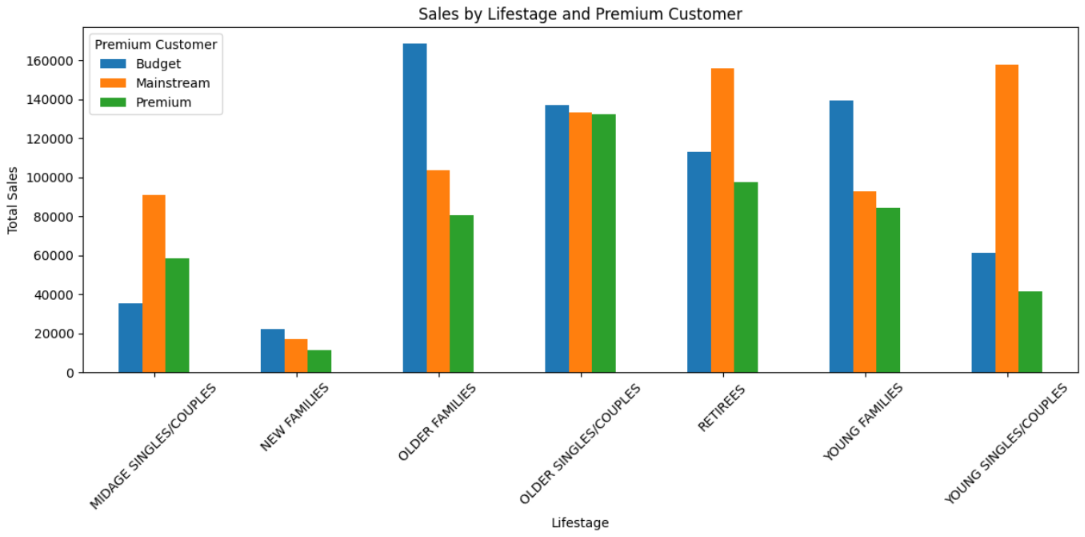 Sales by Lifestage and Premium Customer
Premium Customer
Budget
Mainstream
Premium
Total Sales
160000
140000
120000
100000
80000
60000
40000
20000
0
MIDAGE SINGLES/COUPLES
NEW FAMILIES
OLDER FAMILIES
OLDER SINGLES/COUPLES
RETIREES
YOUNG FAMILIES
YOUNG SINGLES/COUPLES
Lifestage